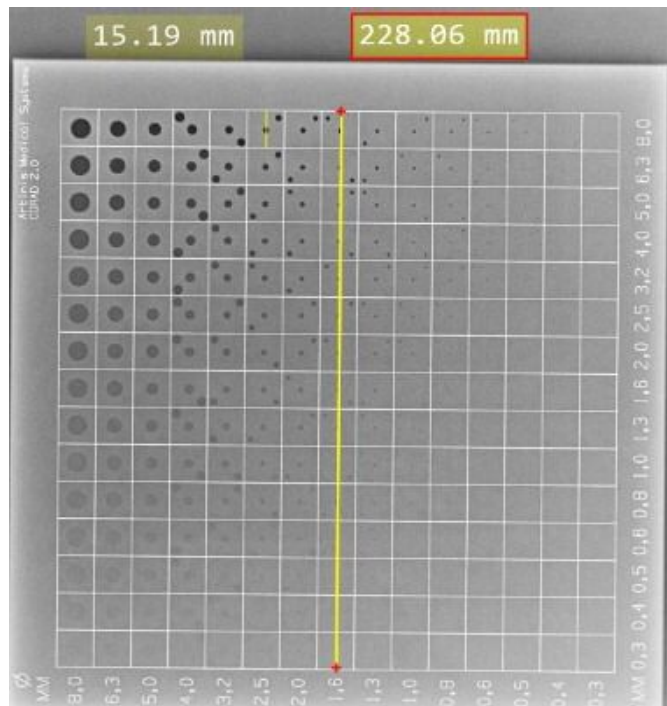 15.19 mm
228.06 mm
Artinis Medical Systems
CDRAD 2.0
MM 0,3 0,4 0,5 0,6 0,8 1,0 1,3 1,6 2,0 2,5 3,2 4,0 5,0 6,3 8,0
Ø
MM
8,0
6,3
5,0
4,0
3,2
2,5
2,0
1,6
1,3
1,0
0,8
0,6
0,5
0,4
0,3